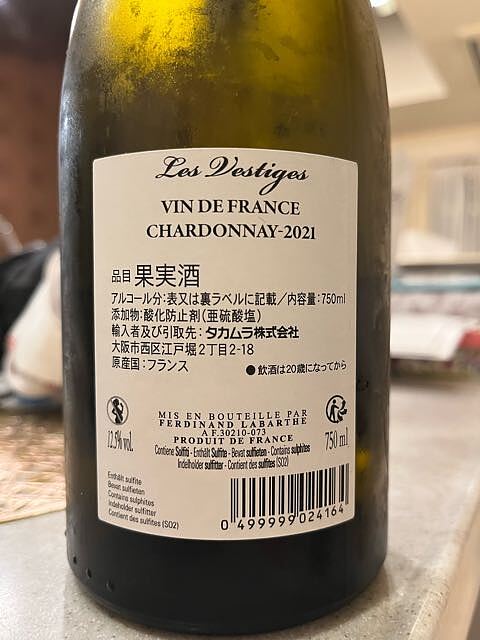 Les Vestiges
VIN DE FRANCE
CHARDONNAY-2021
品目 果実酒
アルコール分:表又は裏ラベルに記載/内容量:750ml
添加物:酸化防止剤(亜硫酸塩)
輸入者及び引取先:タカムラ株式会社
大阪市西区江戸堀2丁目2-18
原産国:フランス
●飲酒は20歳になってから
MIS EN BOUTEILLE PAR
FERDINAND LABARTHE
A F.30210-073
PRODUIT DE FRANCE
12.5% vol.
750 ml
Contiene Solfiti - Enthält Sulfite - Bevat sulfieten - Contains sulphites
Indeholder sulfitter - Contient des sulfites (SO2)
Enthält sulfite
Bevat sulfieten
Contains sulphites
Indeholder sulfitter
Contient des sulfites (SO2)
0 499999 024164